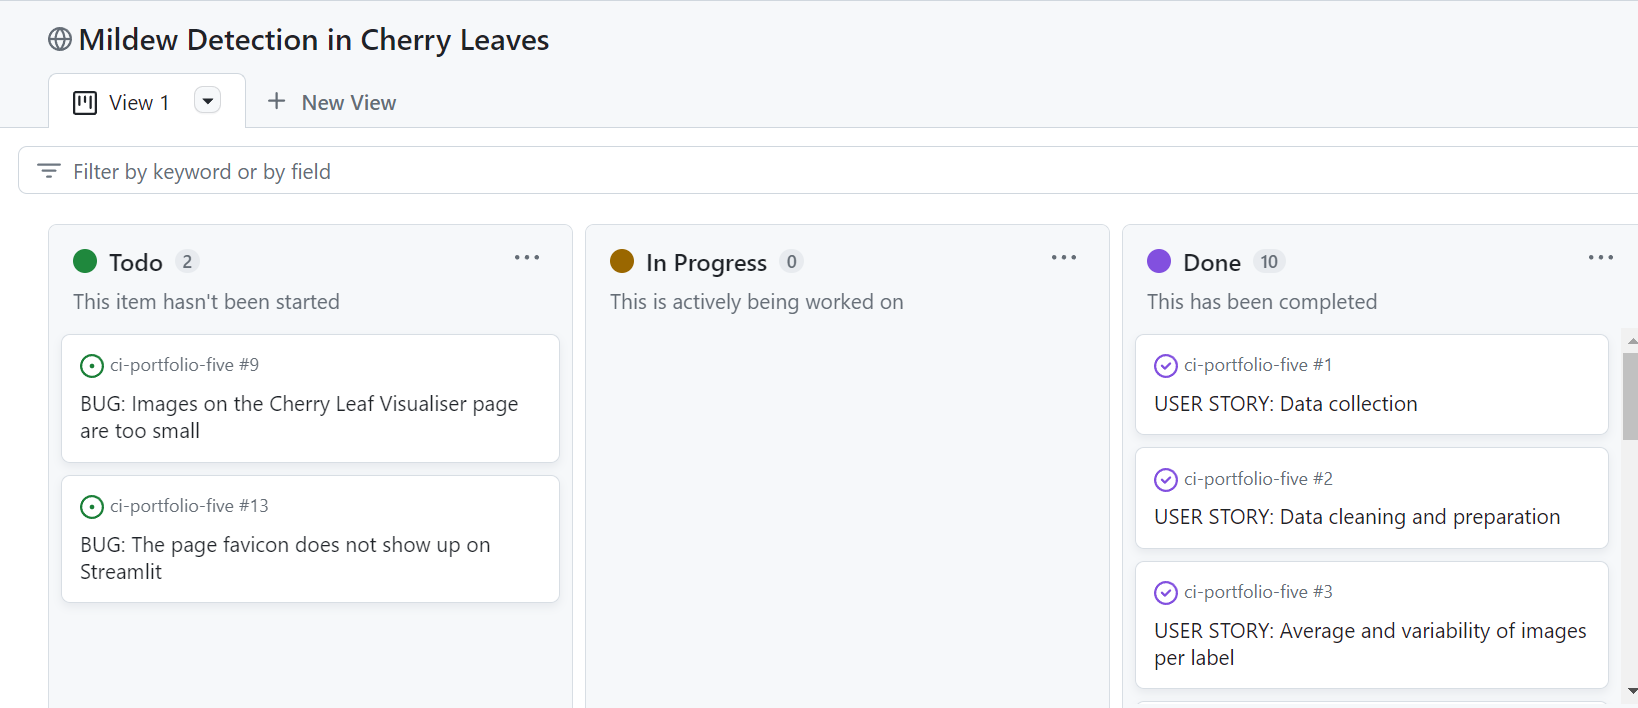 Mildew Detection in Cherry Leaves
View 1
New View
Filter by keyword or by field
Todo 2
This item hasn't been started
ci-portfolio-five #9
BUG: Images on the Cherry Leaf Visualiser page
are too small
ci-portfolio-five #13
BUG: The page favicon does not show up on
Streamlit
In Progress 0
This is actively being worked on
Done 10
This has been completed
ci-portfolio-five #1
USER STORY: Data collection
ci-portfolio-five #2
USER STORY: Data cleaning and preparation
ci-portfolio-five #3
USER STORY: Average and variability of images
per label